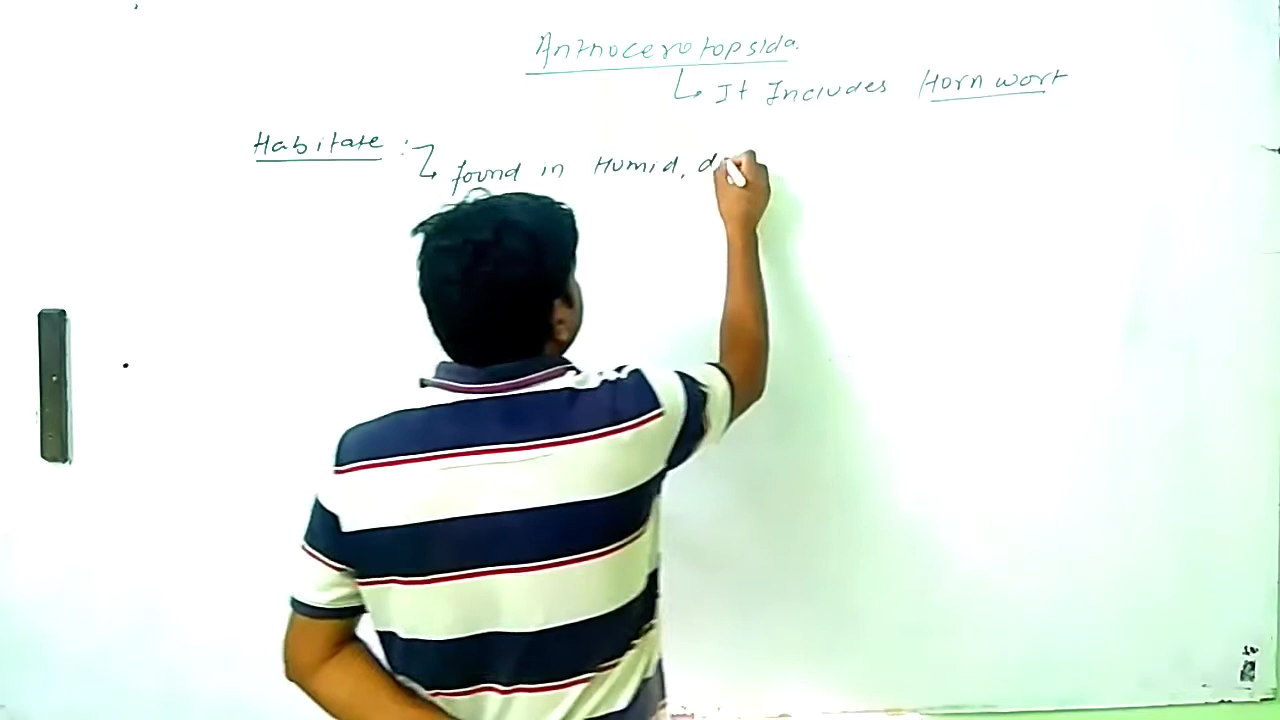 Anthocerotopsida.
It Includes Hornwort
Habitate :
found in Humid, d